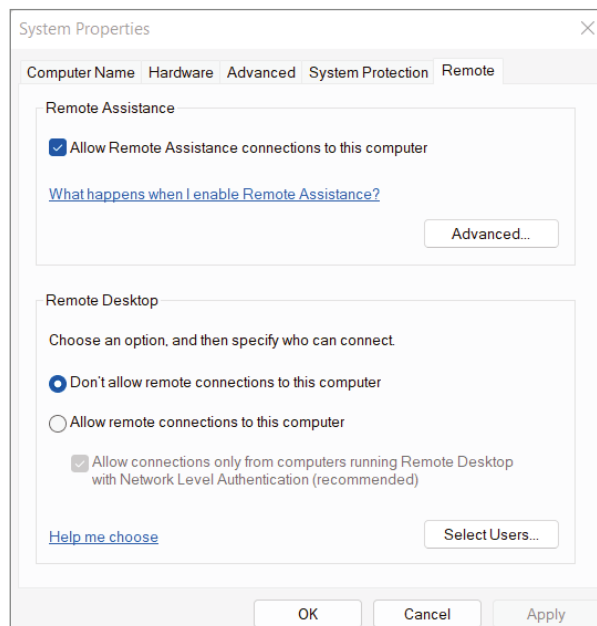 System Properties
Computer Name Hardware Advanced System Protection Remote
Remote Assistance
Allow Remote Assistance connections to this computer
What happens when I enable Remote Assistance?
Advanced...
Remote Desktop
Choose an option, and then specify who can connect.
Don't allow remote connections to this computer
Allow remote connections to this computer
Allow connections only from computers running Remote Desktop
with Network Level Authentication (recommended)
Help me choose Select Users...
OK Cancel Apply